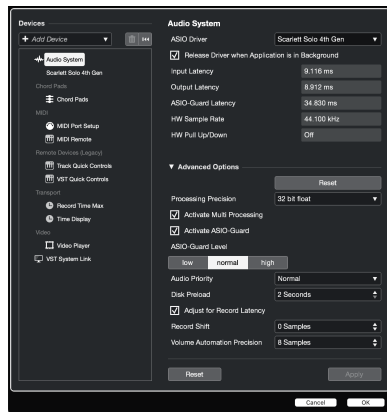 Devices
+ Add Device
Audio System
Scarlett Solo 4th Gen
Chord Pads
Chord Pads
MIDI
MIDI Port Setup
MIDI Remote
Remote Devices (Legacy)
Track Quick Controls
VST Quick Controls
Transport
Record Time Max
Time Display
Video
Video Player
VST System Link
Audio System
ASIO Driver Scarlett Solo 4th Gen
Release Driver when Application is in Background
Input Latency 9.116 ms
Output Latency 8.912 ms
ASIO-Guard Latency 34.830 ms
HW Sample Rate 44.100 kHz
HW Pull Up/Down Off
Advanced Options
Reset
Processing Precision 32 bit float
Activate Multi Processing
Activate ASIO-Guard
ASIO-Guard Level
low normal high
Audio Priority Normal
Disk Preload 2 Seconds
Adjust for Record Latency
Record Shift 0 Samples
Volume Automation Precision 8 Samples
Reset Apply
Cancel OK